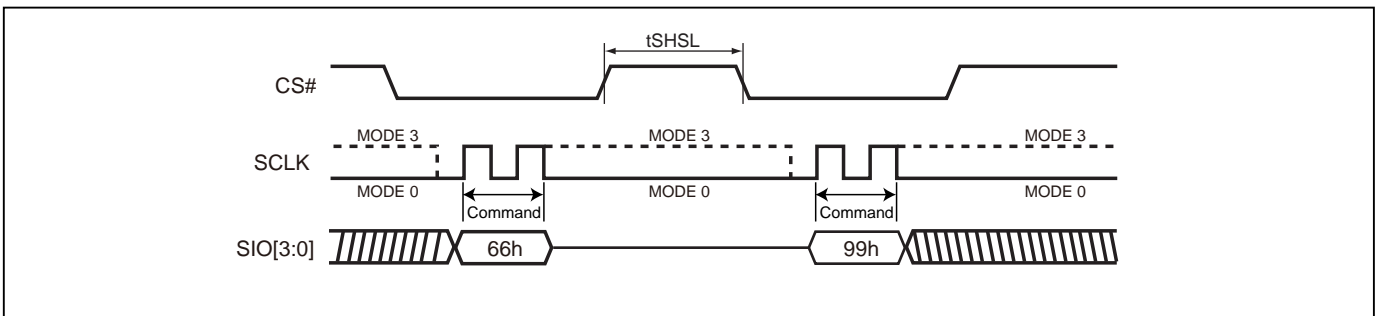 tSHSL
CS#
MODE 3 MODE 3 MODE 3
SCLK
MODE 0 MODE 0 MODE 0
Command Command
SIO[3:0] 66h 99h